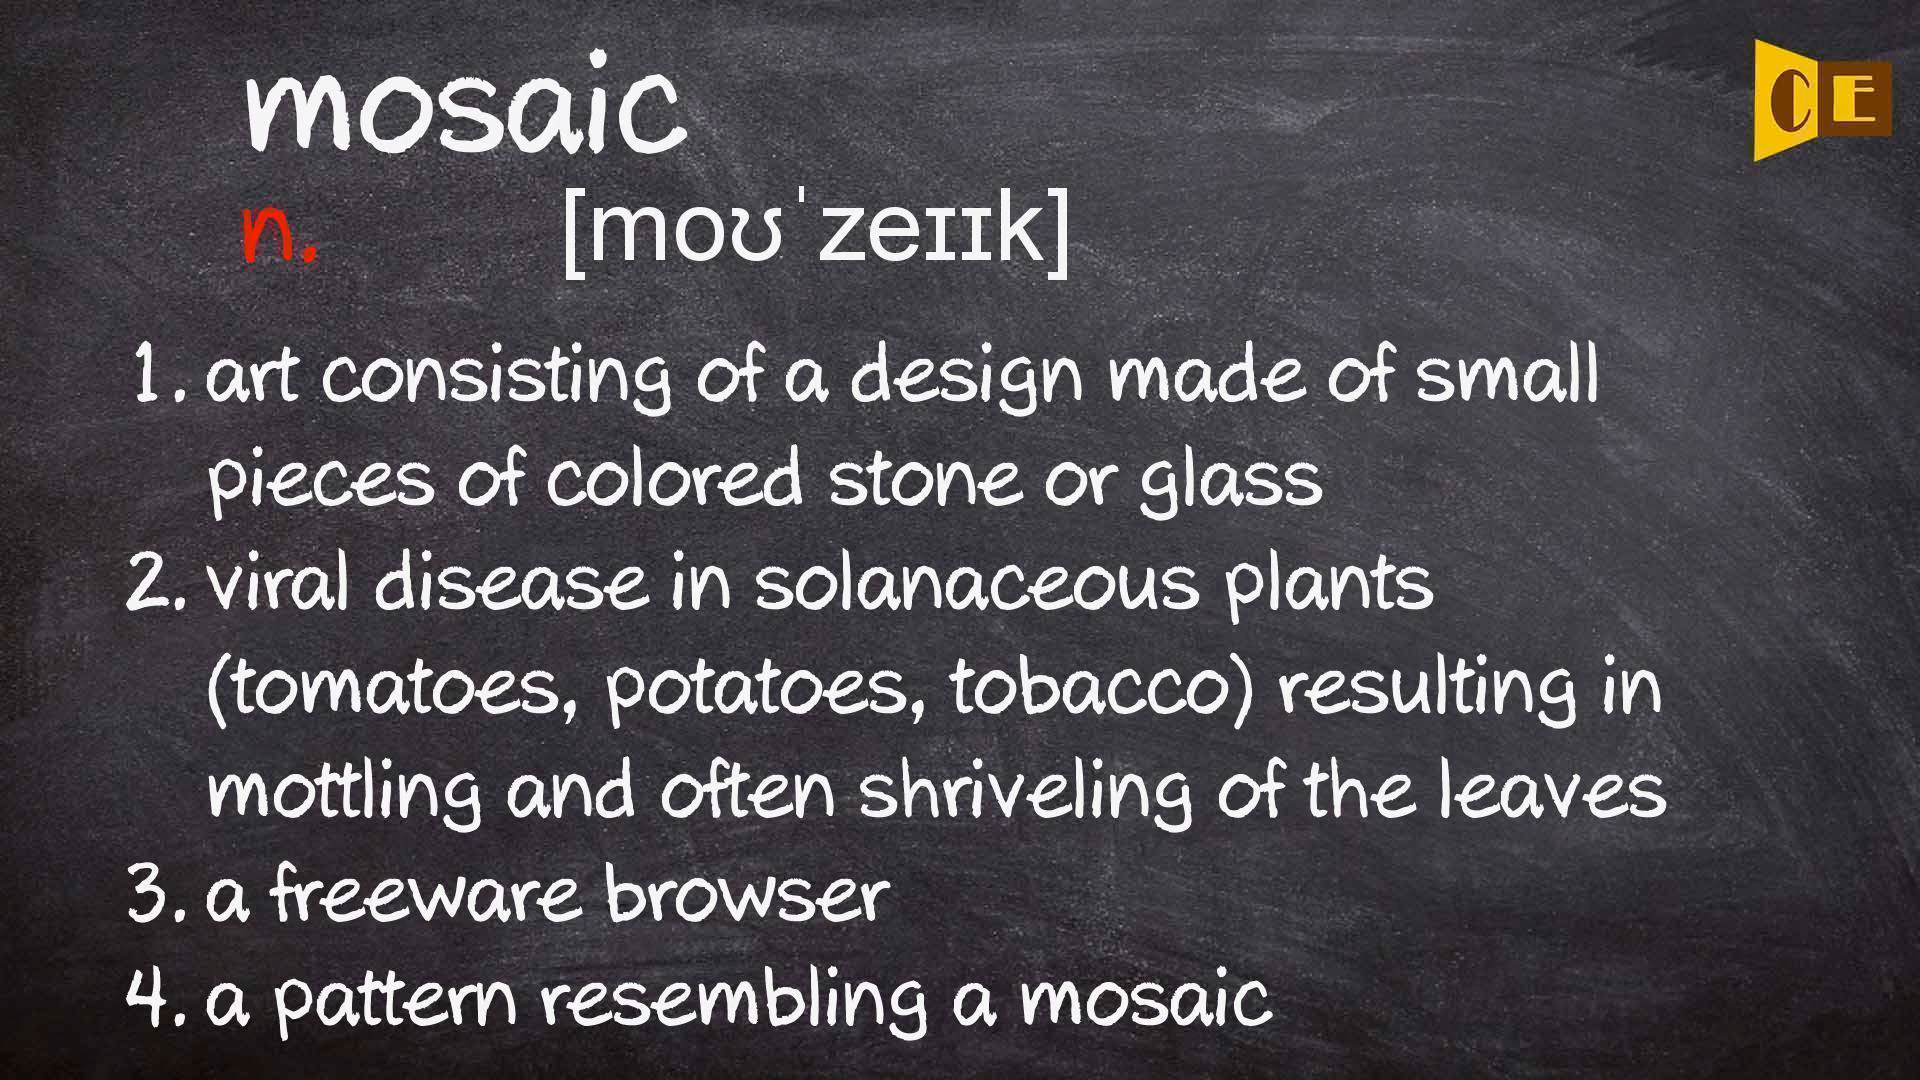 mosaic
CE
n. [moʊˈzeɪɪk]
1. art consisting of a design made of small
pieces of colored stone or glass
2. viral disease in solanaceous plants
(tomatoes, potatoes, tobacco) resulting in
mottling and often shriveling of the leaves
3. a freeware browser
4. a pattern resembling a mosaic